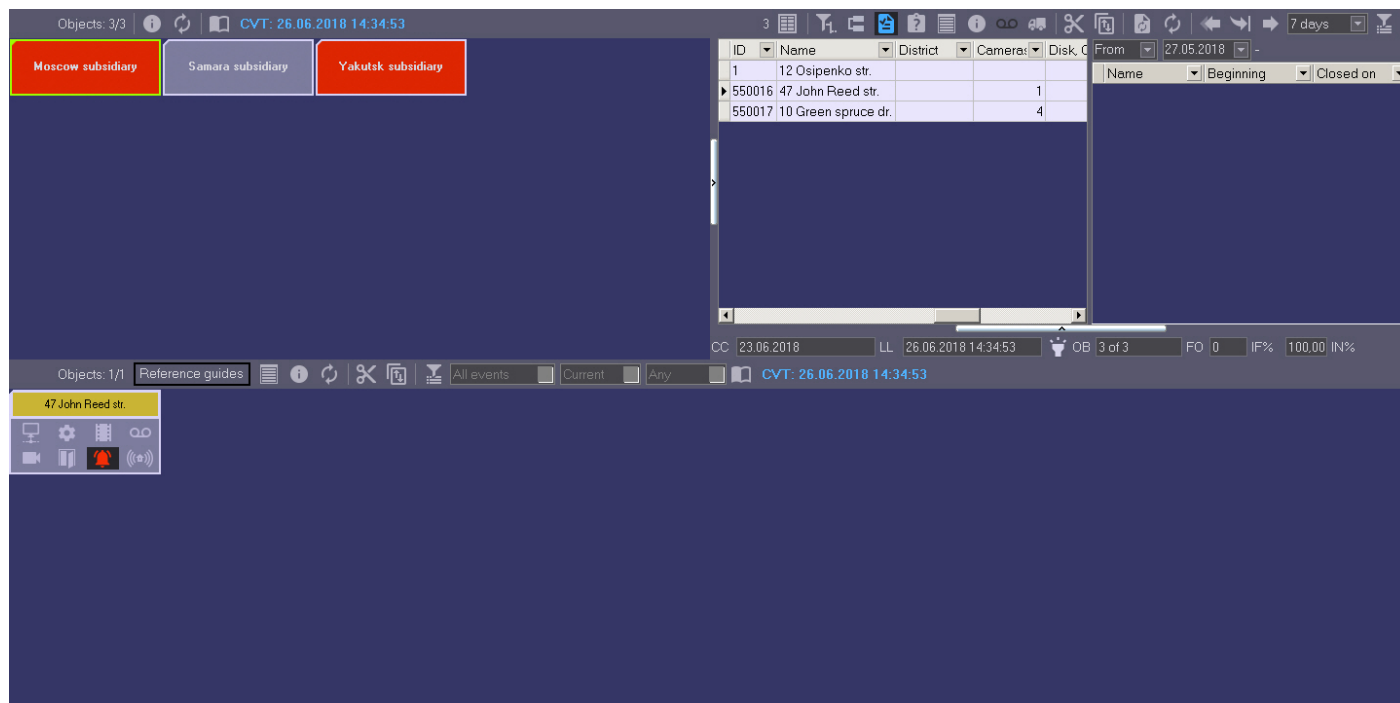 Objects: 3/3 CVT: 26.06.2018 14:34:53
3 7 days
Moscow subsidiary Samara subsidiary Yakutsk subsidiary
ID Name District Cameras Disk,
1 12 Osipenko str.
550016 47 John Reed str. 1
550017 10 Green spruce dr. 4
From 27.05.2018 -
Name Beginning Closed on
CC 23.06.2018 LL 26.06.2018 14:34:53 OB 3 of 3 FO 0 IF% 100,00 IN%
Objects: 1/1 Reference guides All events Current Any CVT: 26.06.2018 14:34:53
47 John Reed str.